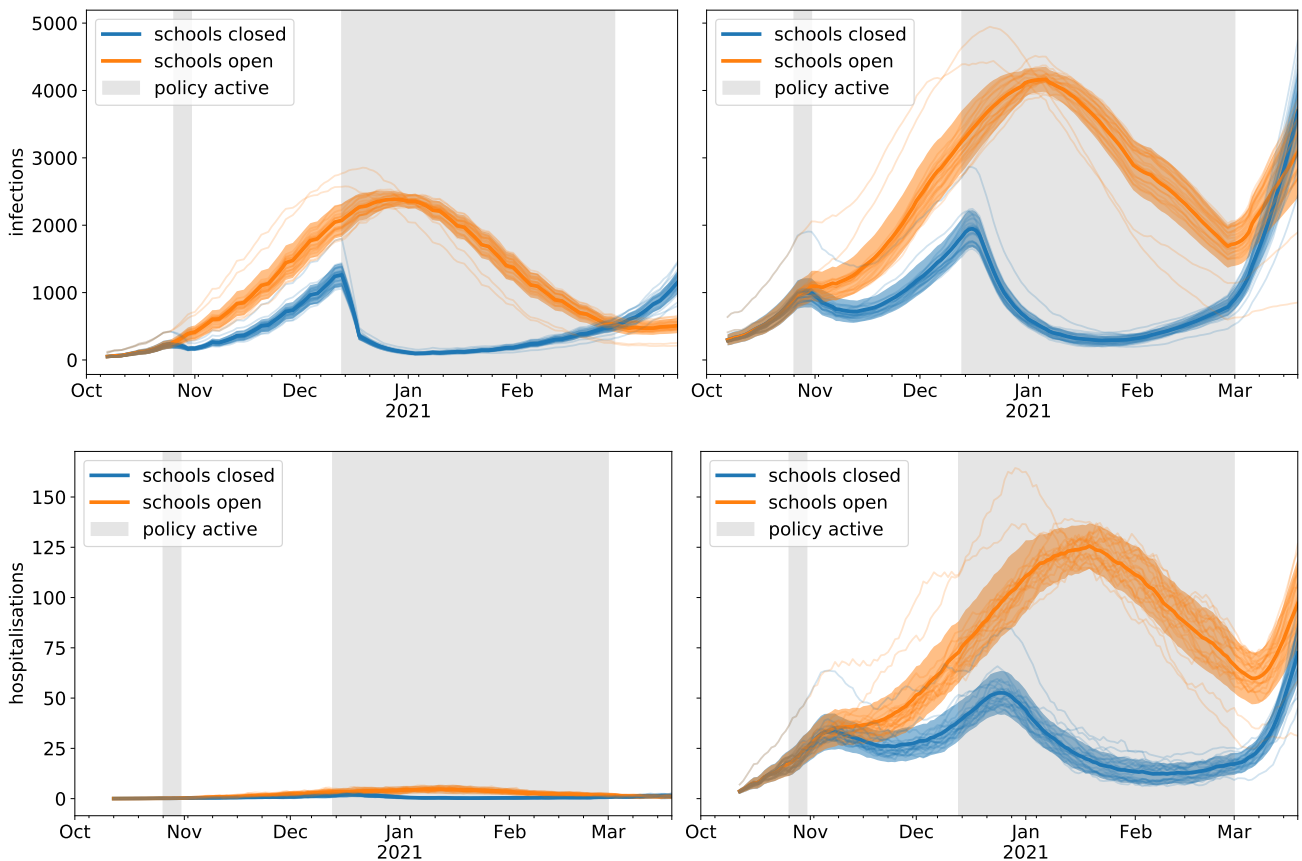 5000
4000
3000
2000
1000
0
infections
schools closed
schools open
policy active
Oct Nov Dec Jan Feb Mar
2021
schools closed
schools open
policy active
Oct Nov Dec Jan Feb Mar
2021
150
125
100
75
50
25
0
hospitalisations
schools closed
schools open
policy active
Oct Nov Dec Jan Feb Mar
2021
schools closed
schools open
policy active
Oct Nov Dec Jan Feb Mar
2021